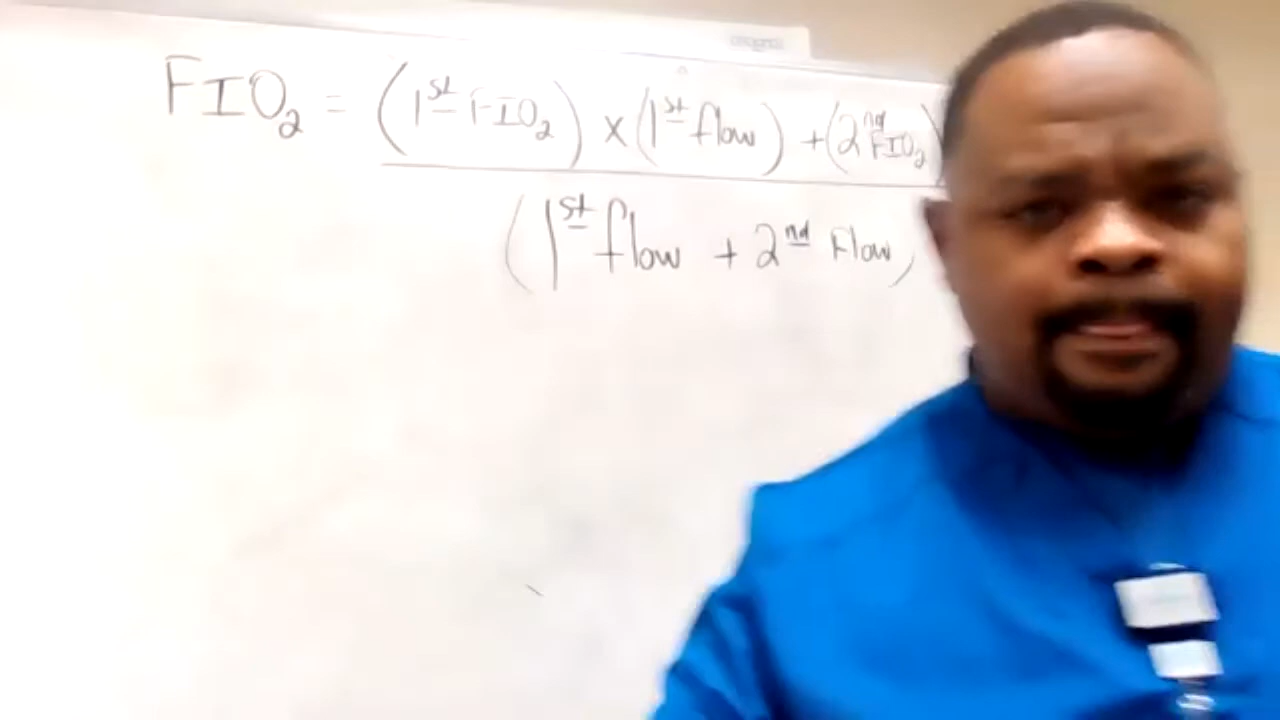 FIO₂ = (1st FIO₂) x (1st flow) + (2nd FIO₂)
(1st flow + 2nd Flow)